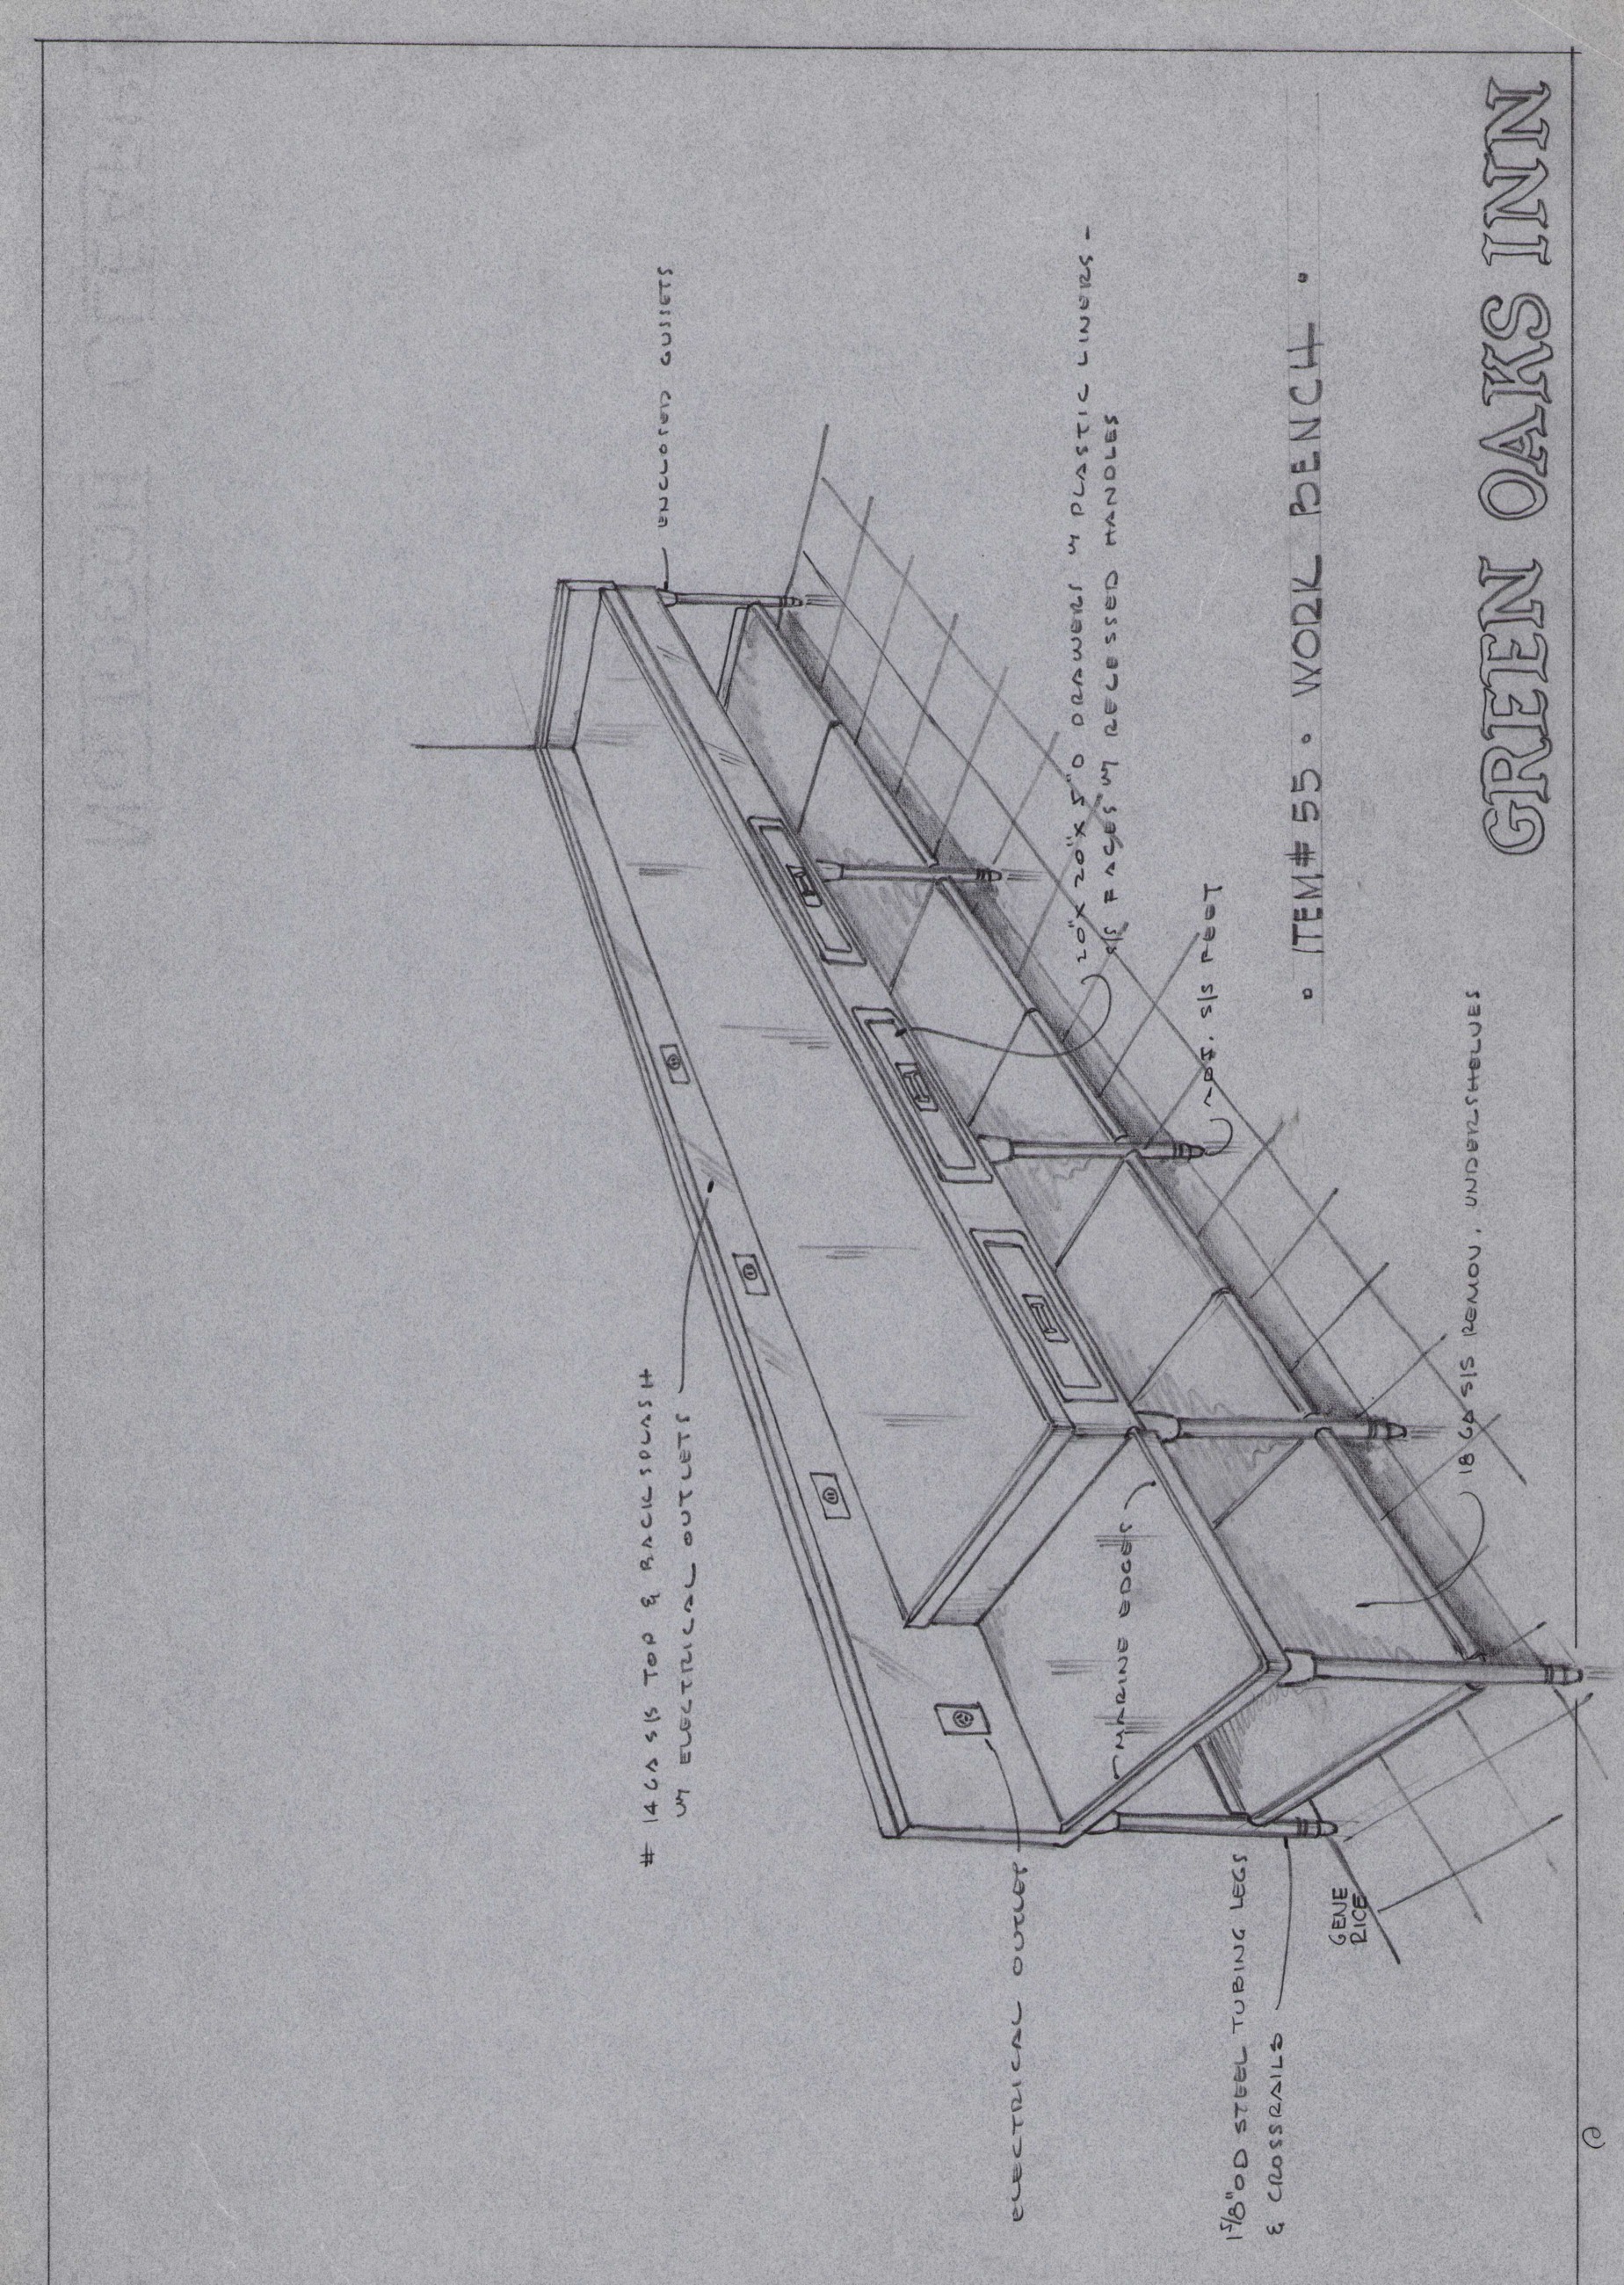 # 14 GA S/S TOP & BACKSPLASH
W/ ELECTRICAL OUTLETS
ENCLOSED GUSSETS
ELECTRICAL OUTLET
MARINE EDGES
20" X 20" X 5" D DRAWERS W/ PLASTIC LINERS -
S/S FACES W/ RECESSED HANDLES
ADJ. S/S FEET
1 5/8" OD STEEL TUBING LEGS
& CROSSRAILS
GENE
RICE
18 GA S/S REMOV. UNDERSHELVES
• ITEM # 55 • WORK BENCH •
GREEN OAKS INN